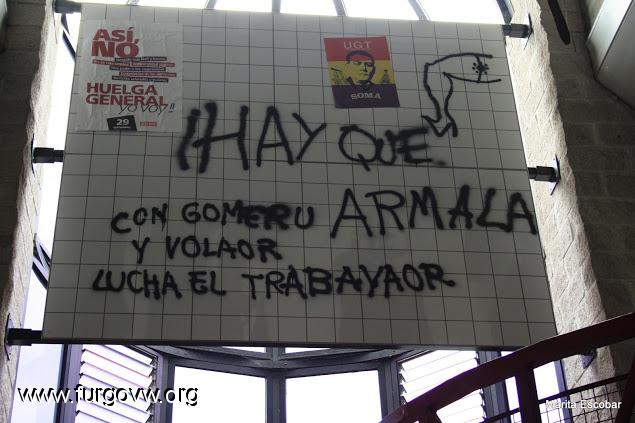 ASÍ,
NO
HUELGA
GENERAL
yo voy!!
29
UGT
SOMA
¡HAY QUE
CON GOMERU ARMALA
Y VOLAOR
LUCHA EL TRABAYAOR
www.furgovw.org
Marita Escobar